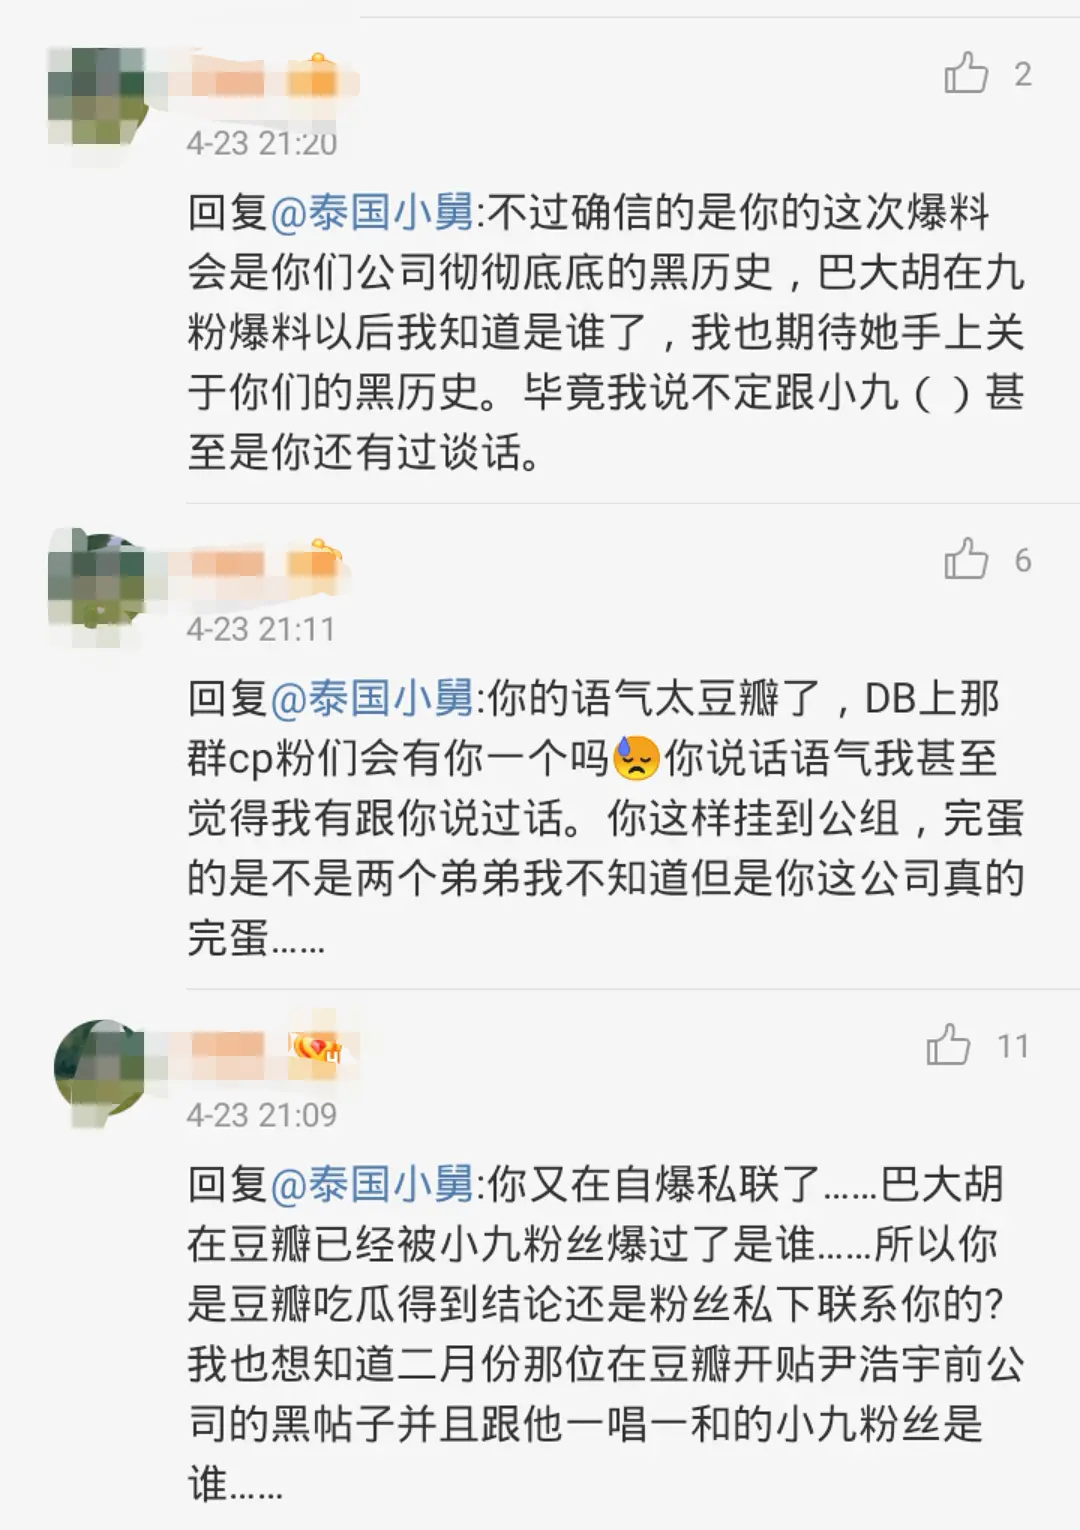 2
4-23 21:20
回复@泰国小舅:不过确信的是你的这次爆料
会是你们公司彻彻底底的黑历史，巴大胡在九
粉爆料以后我知道是谁了，我也期待她手上关
于你们的黑历史。毕竟我说不定跟小九（ ）甚
至是你还有过谈话。
6
4-23 21:11
回复@泰国小舅:你的语气太豆瓣了，DB上那
群cp粉们会有你一个吗😓你说话语气我甚至
觉得我有跟你说过话。你这样挂到公组，完蛋
的是不是两个弟弟我不知道但是你这公司真的
完蛋……
11
4-23 21:09
回复@泰国小舅:你又在自爆私联了……巴大胡
在豆瓣已经被小九粉丝爆过了是谁……所以你
是豆瓣吃瓜得到结论还是粉丝私下联系你的?
我也想知道二月份那位在豆瓣开贴尹浩宇前公
司的黑帖子并且跟他一唱一和的小九粉丝是
谁……